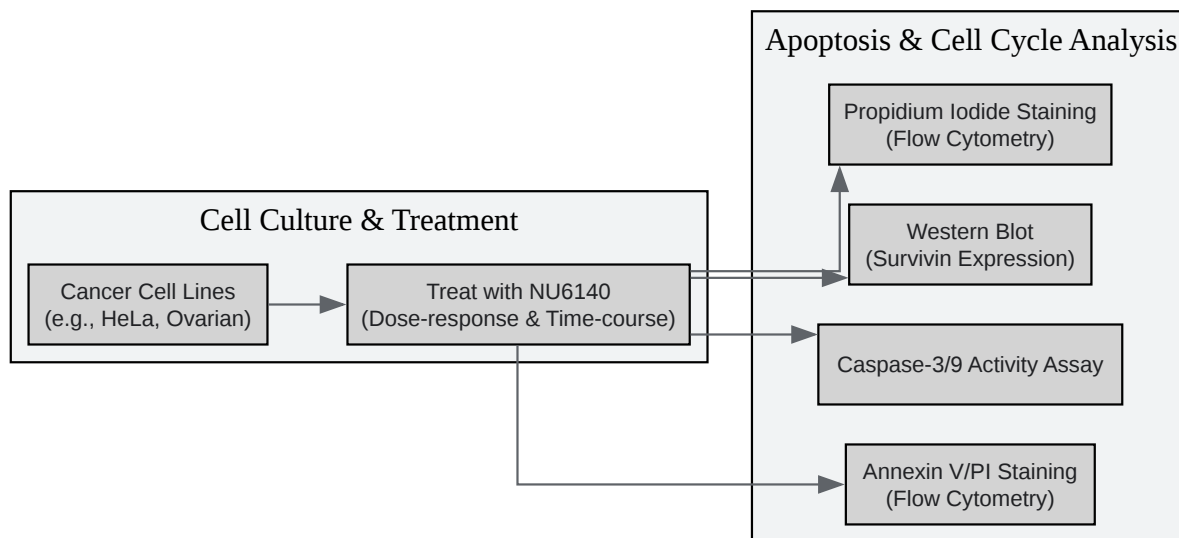 Cell Culture & Treatment
Cancer Cell Lines
(e.g., HeLa, Ovarian)
Treat with NU6140
(Dose-response & Time-course)
Apoptosis & Cell Cycle Analysis
Propidium Iodide Staining
(Flow Cytometry)
Western Blot
(Survivin Expression)
Caspase-3/9 Activity Assay
Annexin V/PI Staining
(Flow Cytometry)